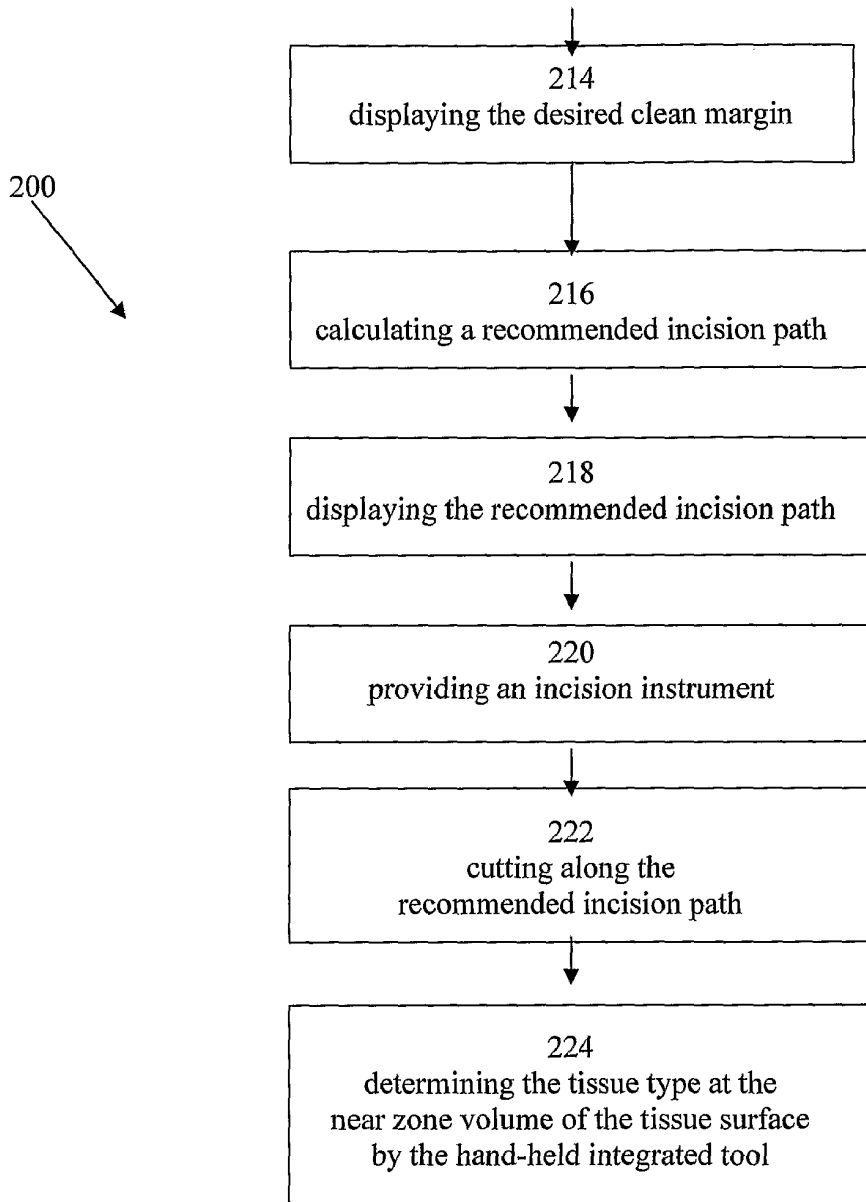 214
displaying the desired clean margin
200
216
calculating a recommended incision path
218
displaying the recommended incision path
220
providing an incision instrument
222
cutting along the
recommended incision path
224
determining the tissue type at the
near zone volume of the tissue surface
by the hand-held integrated tool